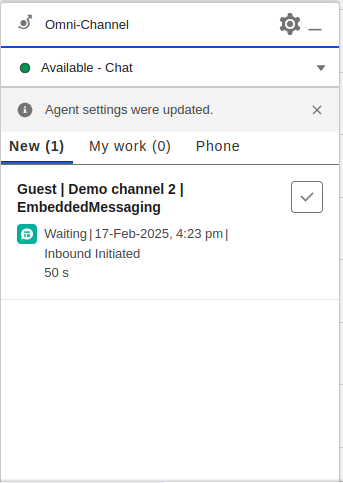 Omni-Channel
Available - Chat
Agent settings were updated.
New (1) My work (0) Phone
Guest | Demo channel 2 |
EmbeddedMessaging
Waiting | 17-Feb-2025, 4:23 pm |
Inbound Initiated
50 s